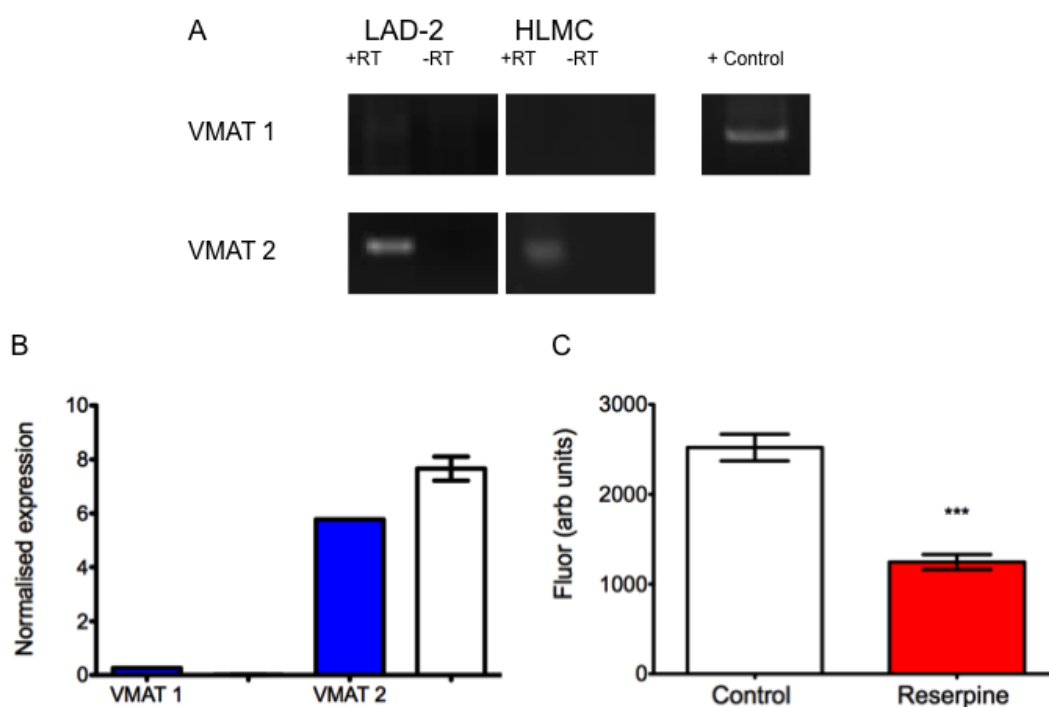 A
LAD-2 HLMC
+RT -RT +RT -RT + Control
VMAT 1
VMAT 2
B
C
10
8
6
4
2
0
Normalised expression
VMAT 1 VMAT 2
3000
2000
1000
0
Fluor (arb units)
***
Control Reserpine